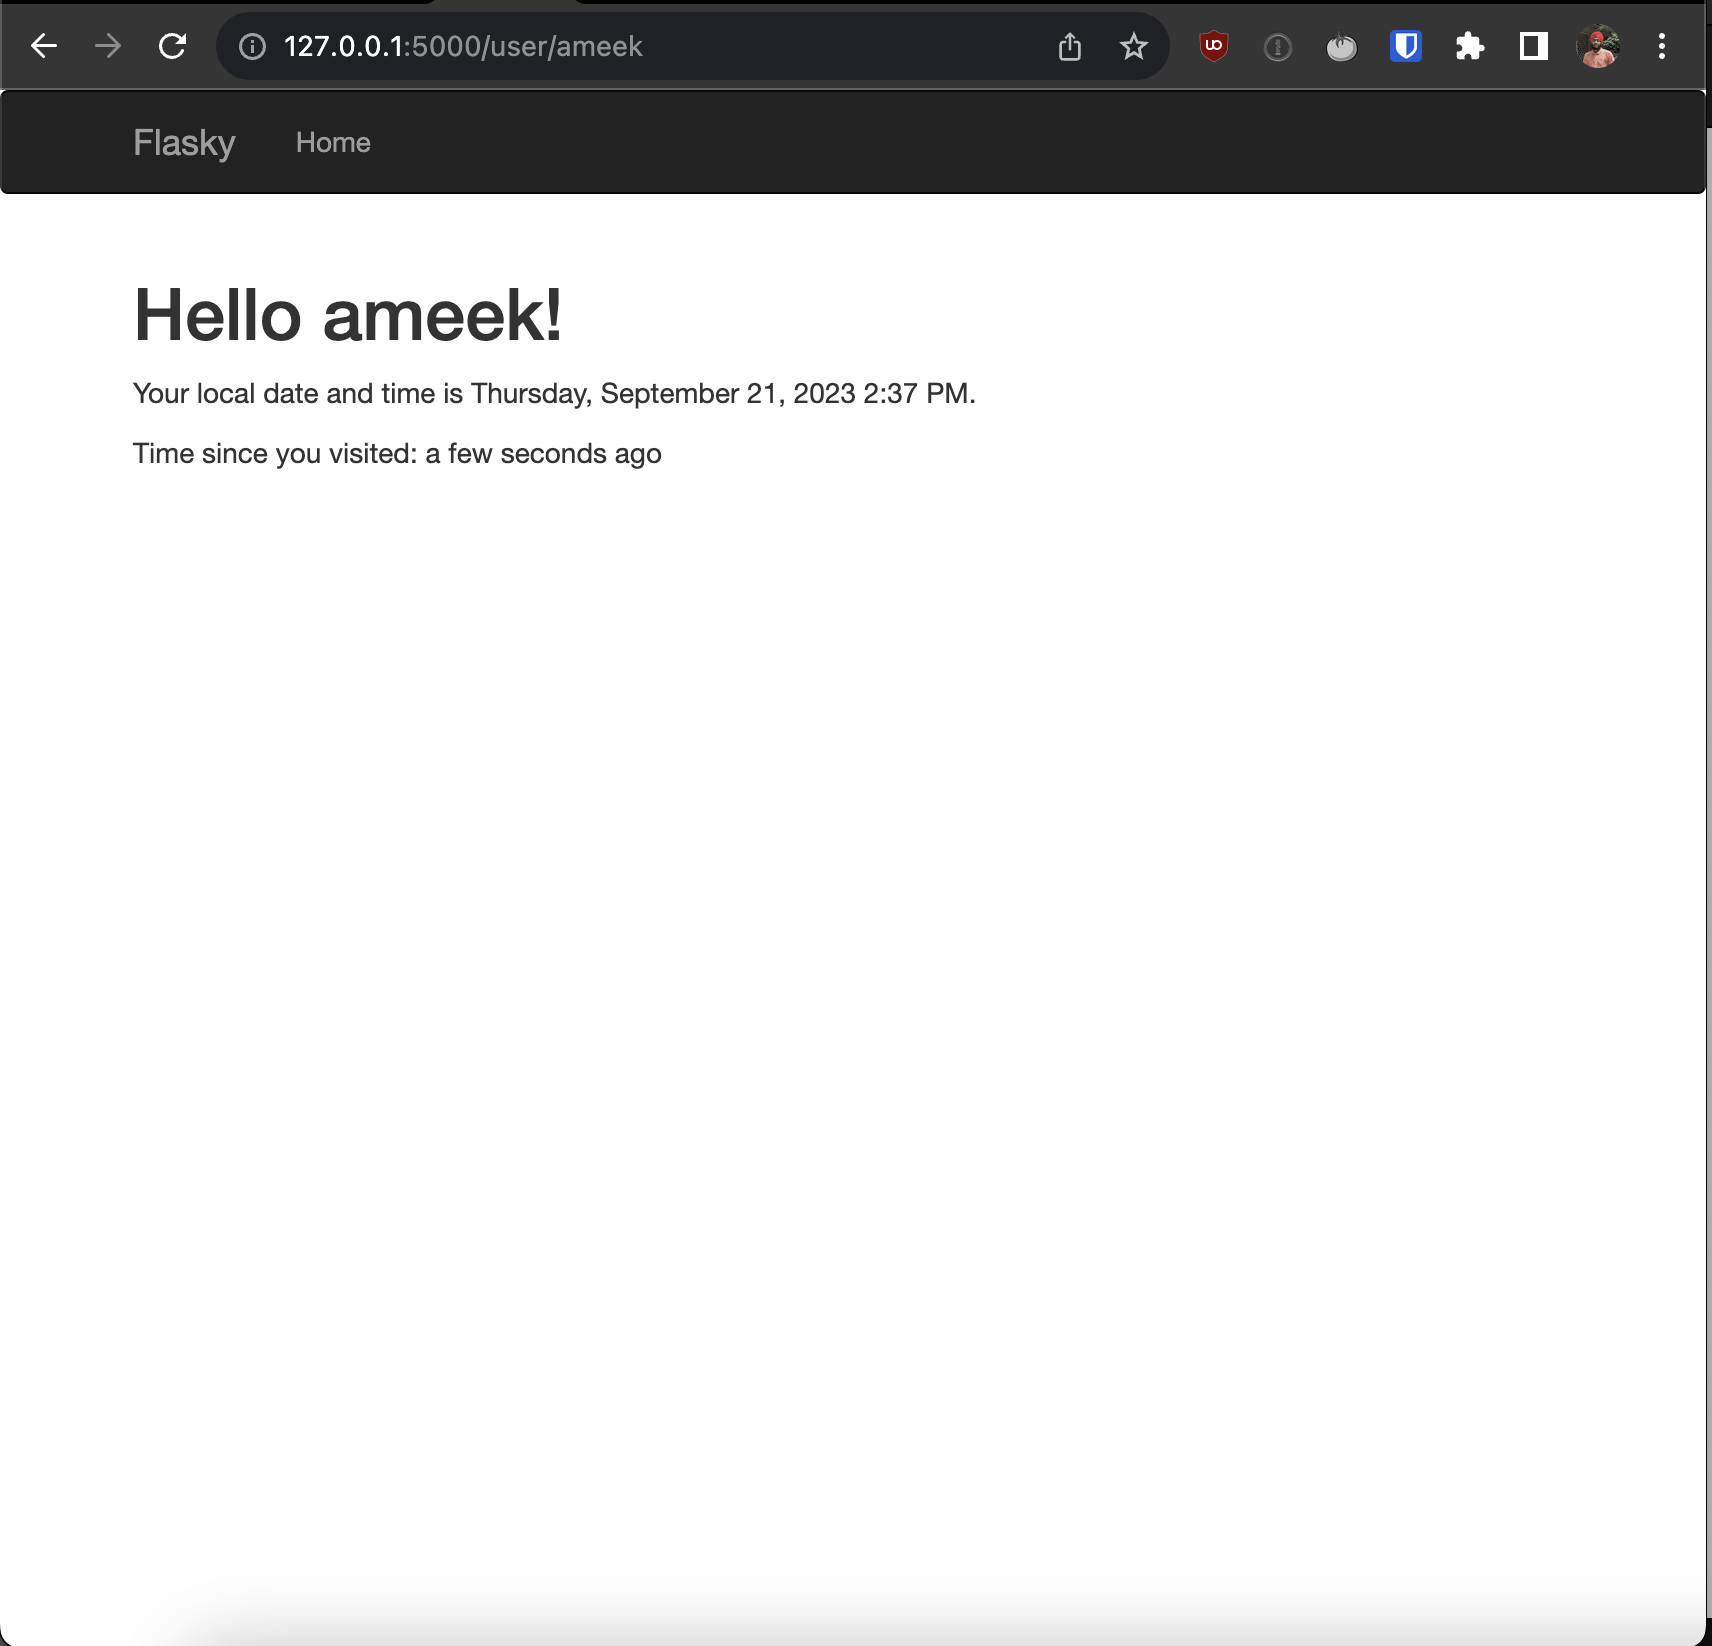 127.0.0.1:5000/user/ameek
Flasky Home
Hello ameek!
Your local date and time is Thursday, September 21, 2023 2:37 PM.
Time since you visited: a few seconds ago